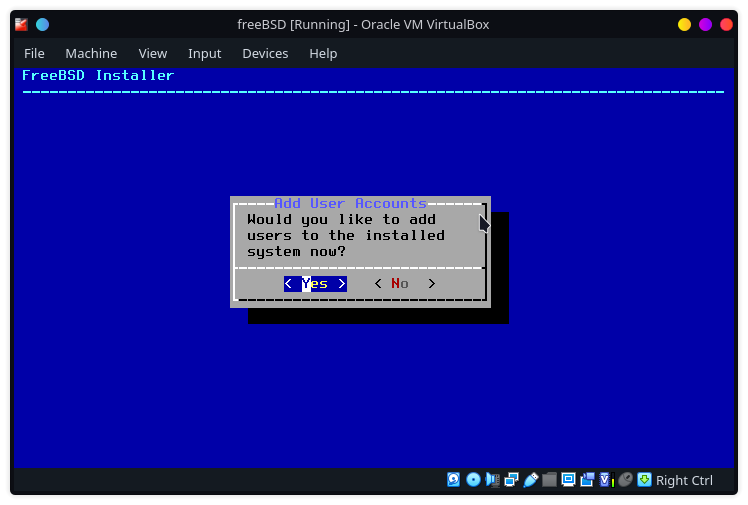 freeBSD [Running] - Oracle VM VirtualBox
File Machine View Input Devices Help
FreeBSD Installer
Add User Accounts
Would you like to add
users to the installed
system now?
< Yes > < No >
Right Ctrl